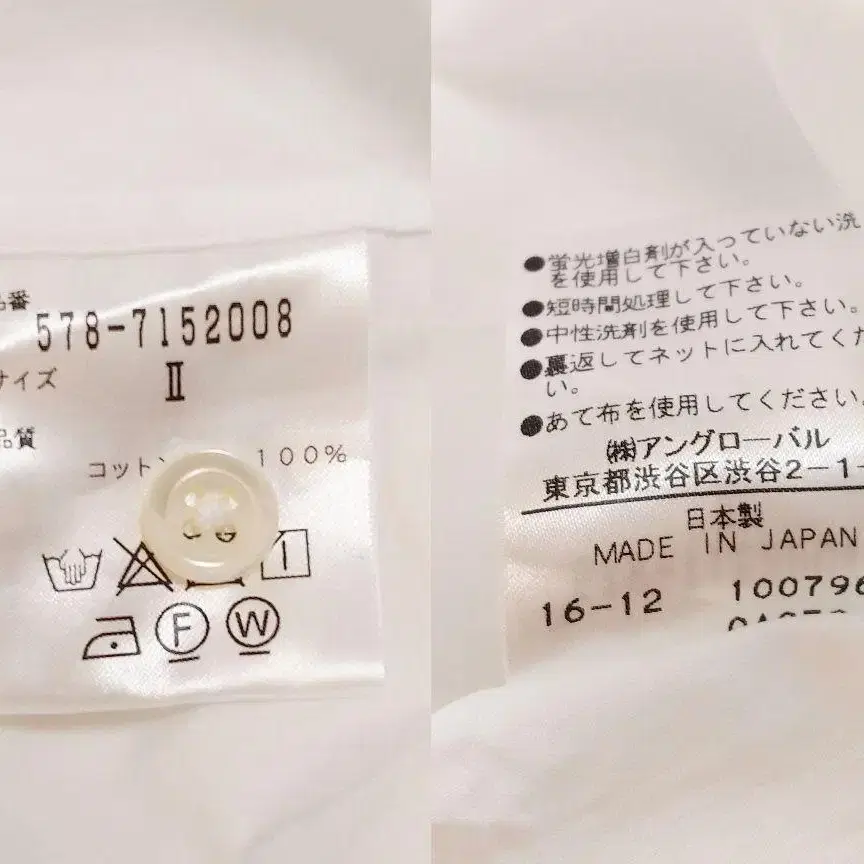 品番
578-7152008
サイズ
II
品質
コット 100%
F W
●蛍光増白剤が入っていない洗
を使用して下さい。
●短時間処理して下さい。
●中性洗剤を使用して下さい。
●裏返してネットに入れてくだ
い。
●あて布を使用してください。
㈱アングローバル
東京都渋谷区渋谷2-1-
日本製
MADE IN JAPAN
16-12 100796